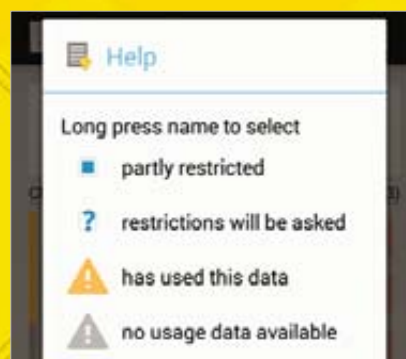 Help
Long press name to select
partly restricted
? restrictions will be asked
has used this data
no usage data available